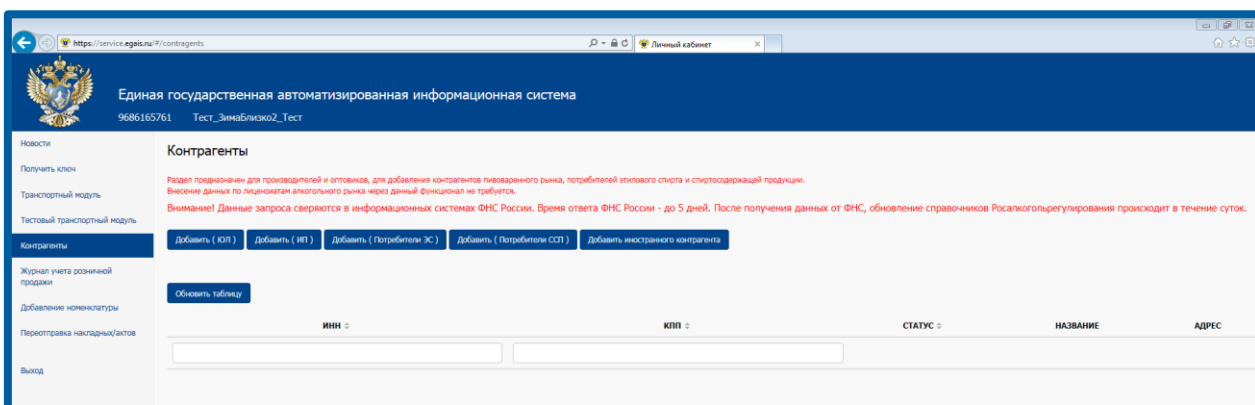 https://service.egais.ru/#/contragents
Личный кабинет
Единая государственная автоматизированная информационная система
9686165761 Тест_ЗимаБлизко2_Тест
Новости
Получить ключ
Транспортный модуль
Тестовый транспортный модуль
Контрагенты
Журнал учета розничной
продажи
Добавление номенклатуры
Переотправка накладных/актов
Выход
Контрагенты
Раздел предназначен для производителей и оптовиков, для добавления контрагентов пивоваренного рынка, потребителей этилового спирта и спиртосодержащей продукции.
Внесение данных по лицензиатам алкогольного рынка через данный функционал не требуется.
Внимание! Данные запроса сверяются в информационных системах ФНС России. Время ответа ФНС России - до 5 дней. После получения данных от ФНС, обновление справочников Росалкогольрегулирования происходит в течение суток.
Добавить ( ЮЛ ) Добавить ( ИП ) Добавить ( Потребители ЭС ) Добавить ( Потребители ССП ) Добавить иностранного контрагента
Обновить таблицу
ИНН КПП СТАТУС НАЗВАНИЕ АДРЕС